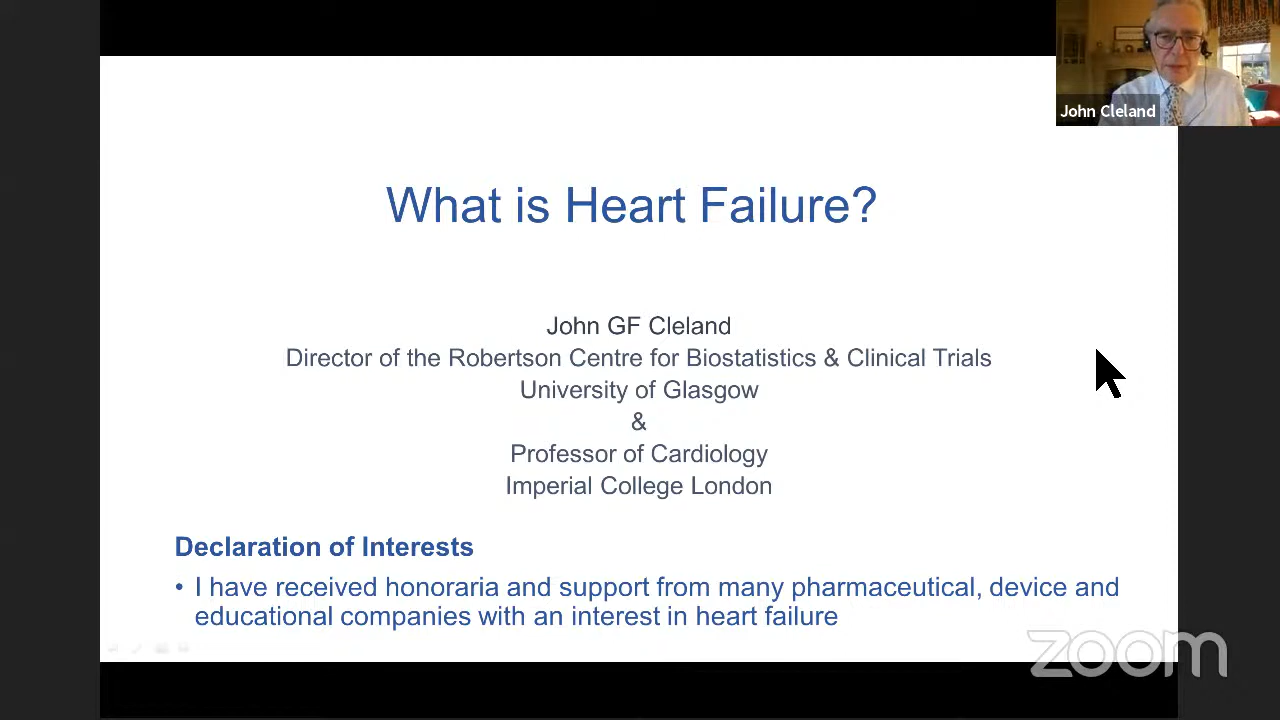 John Cleland
What is Heart Failure?
John GF Cleland
Director of the Robertson Centre for Biostatistics & Clinical Trials
University of Glasgow
&
Professor of Cardiology
Imperial College London
Declaration of Interests
• I have received honoraria and support from many pharmaceutical, device and
educational companies with an interest in heart failure
zoom